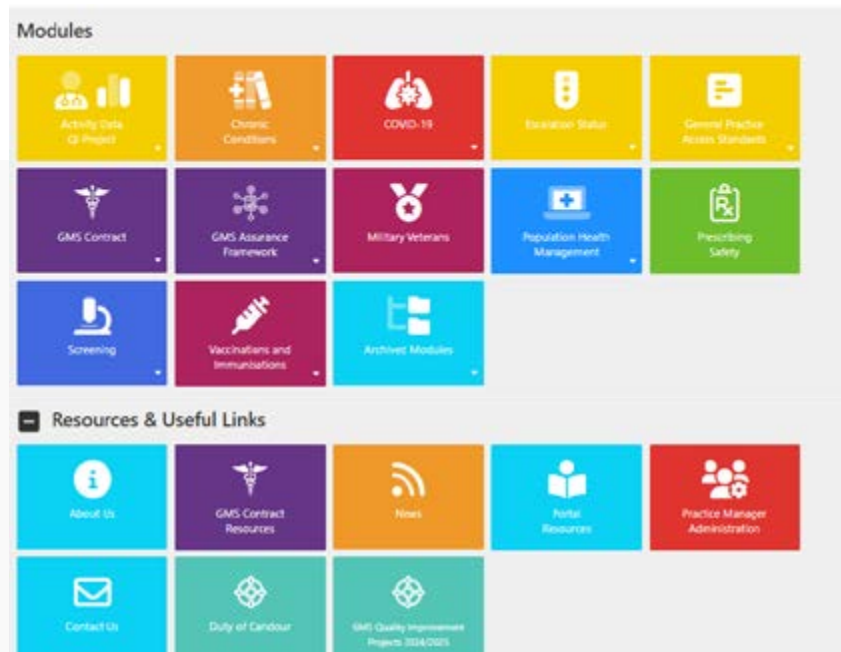 Modules
Activity Data
QI Project
Chronic
Conditions
COVID-19
Escalation Status
General Practice
Access Standards
GMS Contract
GMS Assurance
Framework
Military Veterans
Population Health
Management
Prescribing
Safety
Screening
Vaccinations and
Immunisations
Archived Modules
Resources & Useful Links
About Us
GMS Contract
Resources
News
Portal
Resources
Practice Manager
Administration
Contact Us
Duty of Candour
GMS Quality Improvement
Projects 2024/2025